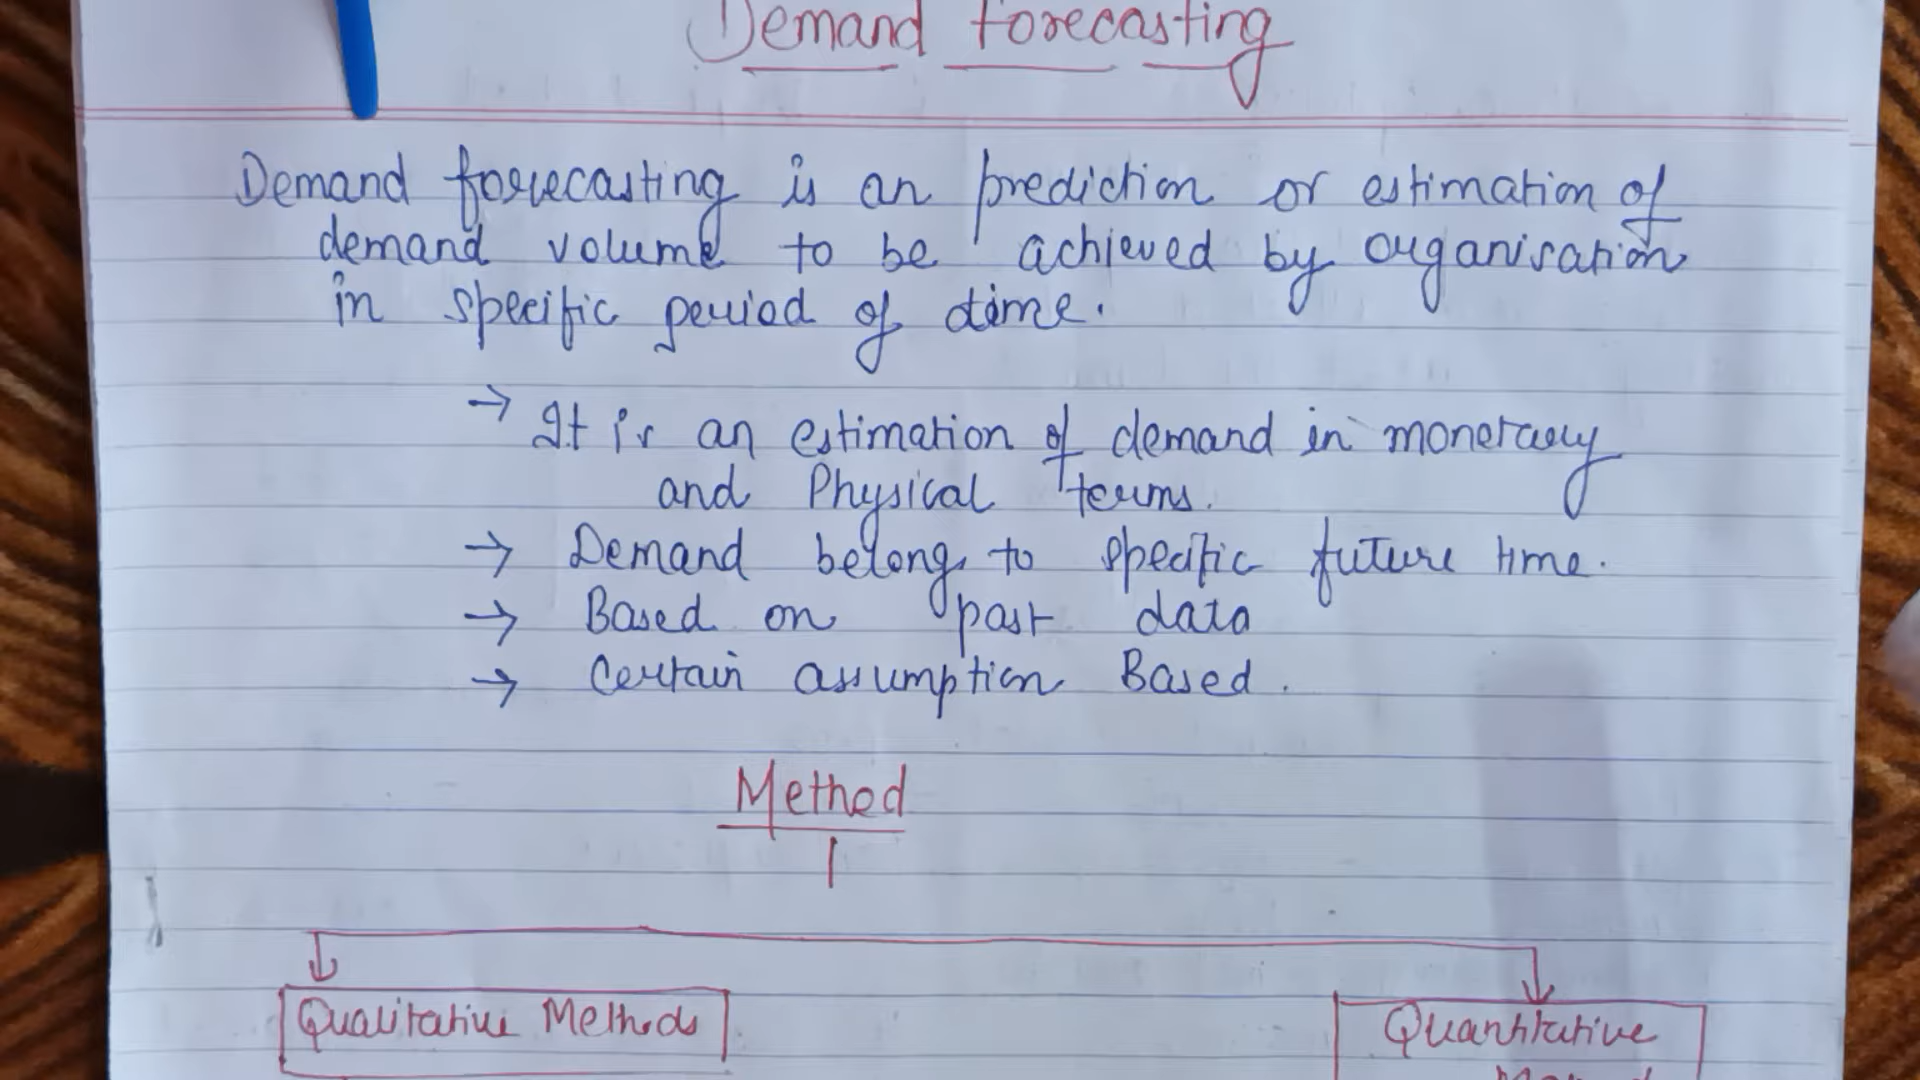 Demand Forecasting
Demand forecasting is an prediction or estimation of
demand volume to be achieved by organisation
in specific period of time.
→ It is an estimation of demand in monetary
and Physical terms.
→ Demand belong to specific future time.
→ Based on past data
→ Certain assumption Based.
Method
Qualitative Methods
Quantitative